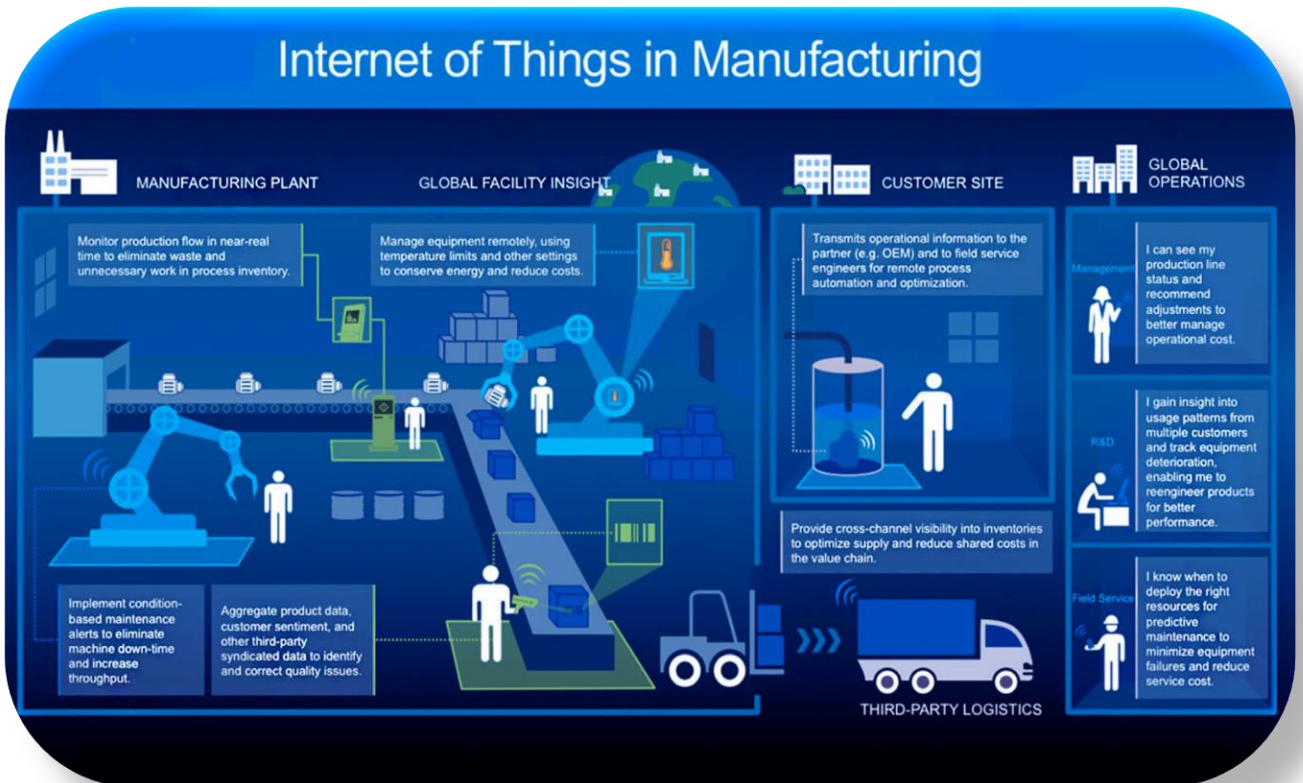 Internet of Things in Manufacturing
MANUFACTURING PLANT
GLOBAL FACILITY INSIGHT
Monitor production flow in near-real
time to eliminate waste and
unnecessary work in process inventory.
Manage equipment remotely, using
temperature limits and other settings
to conserve energy and reduce costs.
Implement condition-
based maintenance
alerts to eliminate
machine down-time
and increase
throughput.
Aggregate product data,
customer sentiment, and
other third-party
syndicated data to identify
and correct quality issues.
CUSTOMER SITE
Transmits operational information to the
partner (e.g. OEM) and to field service
engineers for remote process
automation and optimization.
Provide cross-channel visibility into inventories
to optimize supply and reduce shared costs in
the value chain.
THIRD-PARTY LOGISTICS
GLOBAL
OPERATIONS
Management
I can see my
production line
status and
recommend
adjustments to
better manage
operational cost.
R&D
I gain insight into
usage patterns from
multiple customers
and track equipment
deterioration,
enabling me to
reengineer products
for better
performance.
Field Service
I know when to
deploy the right
resources for
predictive
maintenance to
minimize equipment
failures and reduce
service cost.